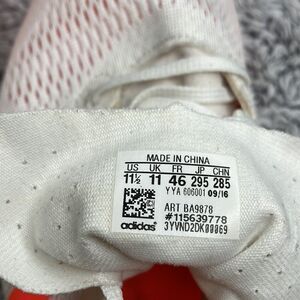 MADE IN CHINA
US UK FR JP CHN
11½ 11 46 295 285
YYA 606001 09/16
ART BA9878
#115639778
adidas 3YVND2DK00069